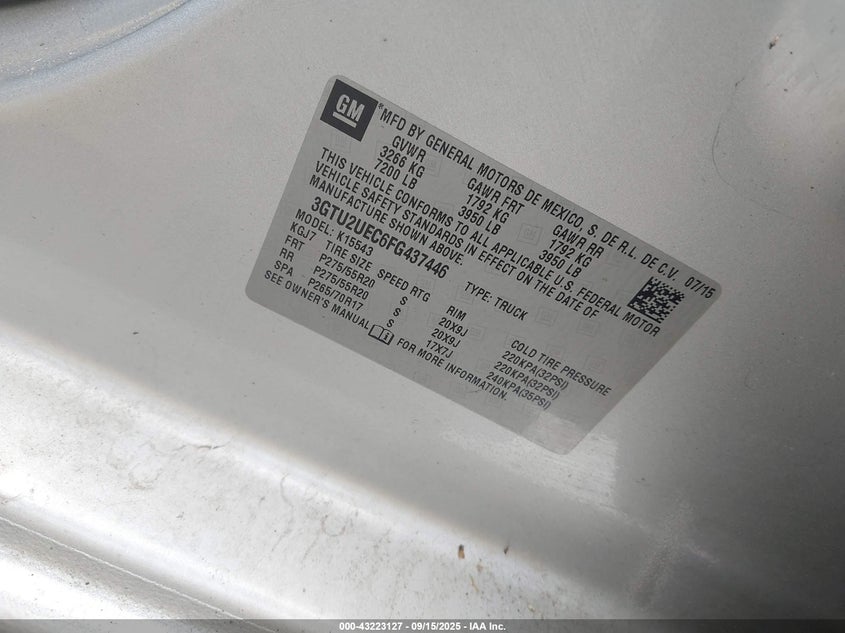 GM
*MFD BY GENERAL MOTORS DE MEXICO, S. DE R.L. DE C.V. 07/15
GVWR GAWR FRT GAWR RR
3266 KG 1792 KG 1792 KG
7200 LB 3950 LB 3950 LB
THIS VEHICLE CONFORMS TO ALL APPLICABLE U.S. FEDERAL MOTOR
VEHICLE SAFETY STANDARDS IN EFFECT ON THE DATE OF
MANUFACTURE SHOWN ABOVE.
3GTU2UEC6FG437446 TYPE: TRUCK
MODEL: K15543
KGJ7 TIRE SIZE SPEED RTG RIM COLD TIRE PRESSURE
FRT P275/55R20 S 20X9J 220KPA(32PSI)
RR P275/55R20 S 20X9J 220KPA(32PSI)
SPA P265/70R17 S 17X7J 240KPA(35PSI)
SEE OWNER'S MANUAL FOR MORE INFORMATION.
000-43223127 - 09/15/2025 - IAA Inc.